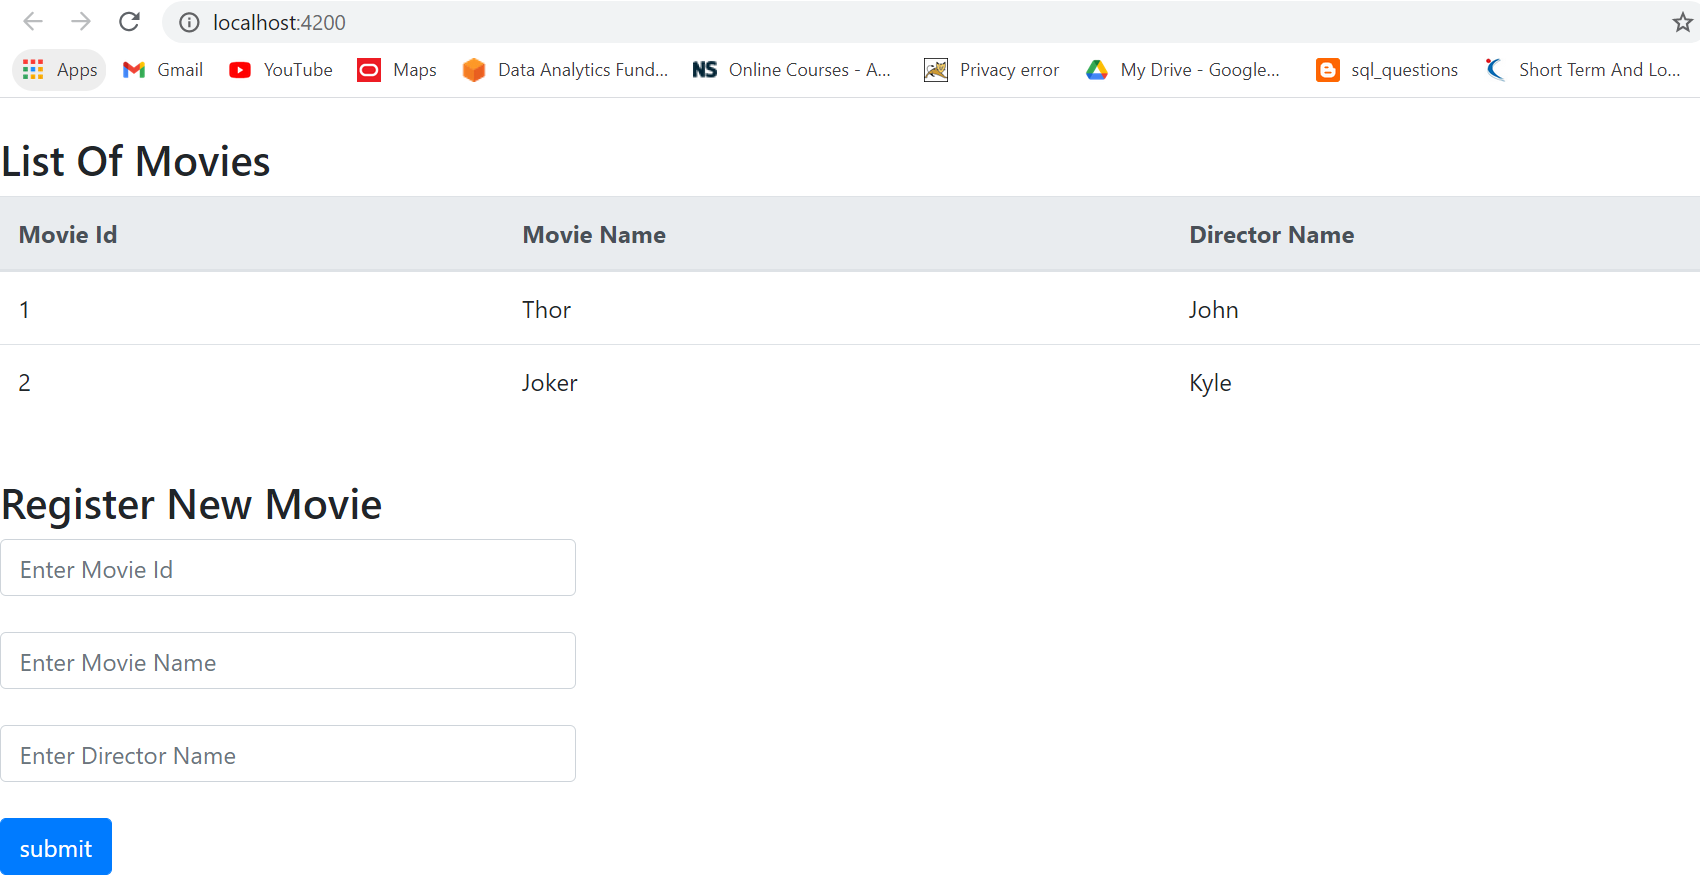 localhost:4200
Apps Gmail YouTube Maps Data Analytics Fund... NS Online Courses - A... Privacy error My Drive - Google... sql_questions Short Term And Lo...
List Of Movies
Movie Id Movie Name Director Name
1 Thor John
2 Joker Kyle
Register New Movie
Enter Movie Id
Enter Movie Name
Enter Director Name
submit